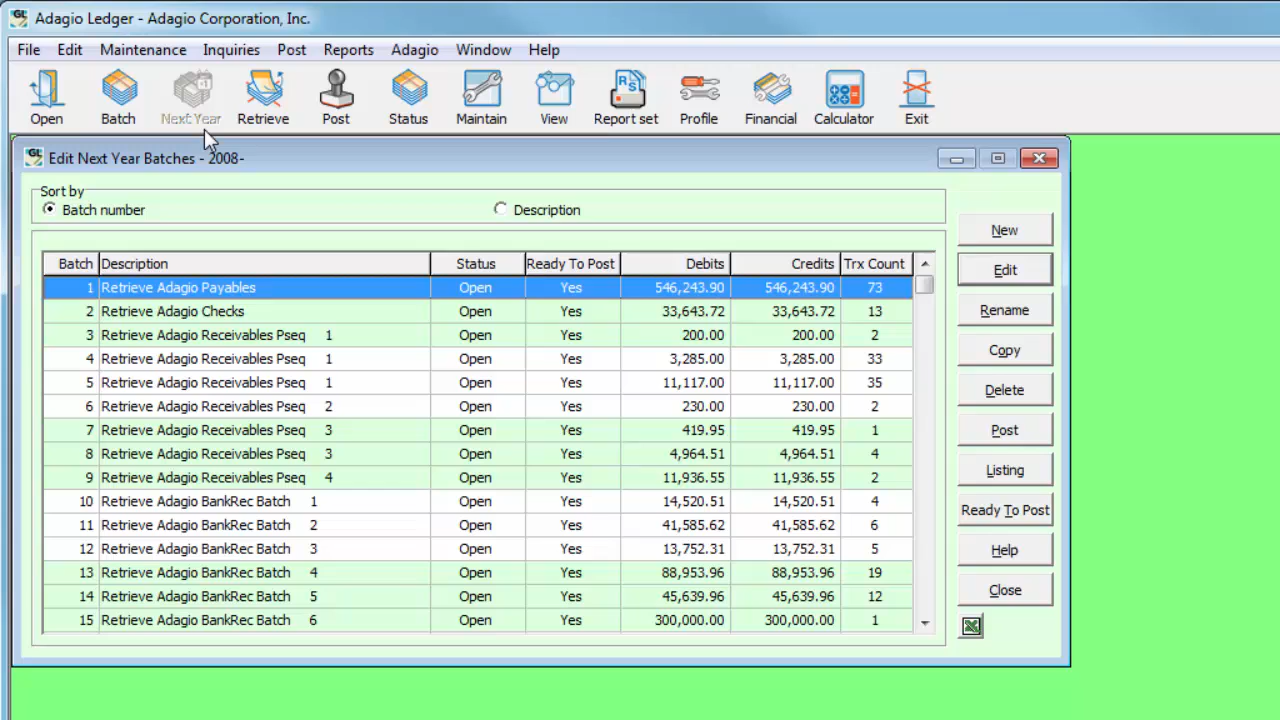 Adagio Ledger - Adagio Corporation, Inc.
File Edit Maintenance Inquiries Post Reports Adagio Window Help
Open Batch Next Year Retrieve Post Status Maintain View Report set Profile Financial Calculator Exit
Edit Next Year Batches - 2008-
Sort by
Batch number Description
Batch Description Status Ready To Post Debits Credits Trx Count
1 Retrieve Adagio Payables Open Yes 546,243.90 546,243.90 73
2 Retrieve Adagio Checks Open Yes 33,643.72 33,643.72 13
3 Retrieve Adagio Receivables Pseq 1 Open Yes 200.00 200.00 2
4 Retrieve Adagio Receivables Pseq 1 Open Yes 3,285.00 3,285.00 33
5 Retrieve Adagio Receivables Pseq 1 Open Yes 11,117.00 11,117.00 35
6 Retrieve Adagio Receivables Pseq 2 Open Yes 230.00 230.00 2
7 Retrieve Adagio Receivables Pseq 3 Open Yes 419.95 419.95 1
8 Retrieve Adagio Receivables Pseq 3 Open Yes 4,964.51 4,964.51 4
9 Retrieve Adagio Receivables Pseq 4 Open Yes 11,936.55 11,936.55 2
10 Retrieve Adagio BankRec Batch 1 Open Yes 14,520.51 14,520.51 4
11 Retrieve Adagio BankRec Batch 2 Open Yes 41,585.62 41,585.62 6
12 Retrieve Adagio BankRec Batch 3 Open Yes 13,752.31 13,752.31 5
13 Retrieve Adagio BankRec Batch 4 Open Yes 88,953.96 88,953.96 19
14 Retrieve Adagio BankRec Batch 5 Open Yes 45,639.96 45,639.96 12
15 Retrieve Adagio BankRec Batch 6 Open Yes 300,000.00 300,000.00 1
New
Edit
Rename
Copy
Delete
Post
Listing
Ready To Post
Help
Close